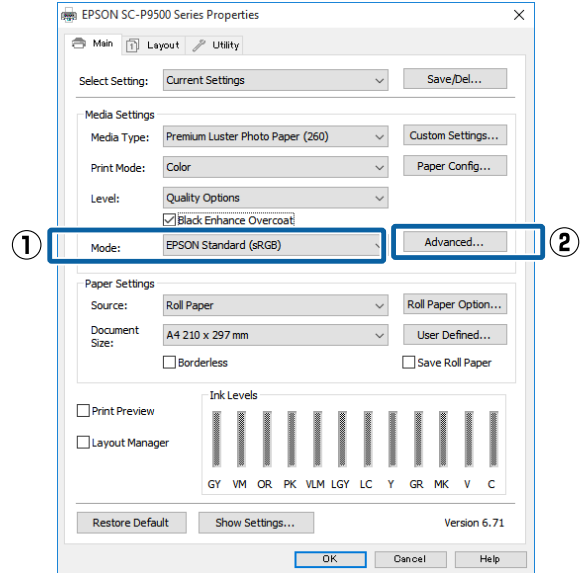 EPSON SC-P9500 Series Properties
Main Layout Utility
Select Setting: Current Settings Save/Del...
Media Settings
Media Type: Premium Luster Photo Paper (260) Custom Settings...
Print Mode: Color Paper Config...
Level: Quality Options
Black Enhance Overcoat
① Mode: EPSON Standard (sRGB) Advanced... ②
Paper Settings
Source: Roll Paper Roll Paper Option...
Document Size: A4 210 x 297 mm User Defined...
Borderless Save Roll Paper
Ink Levels
Print Preview
Layout Manager
GY VM OR PK VLM LGY LC Y GR MK V C
Restore Default Show Settings... Version 6.71
OK Cancel Help